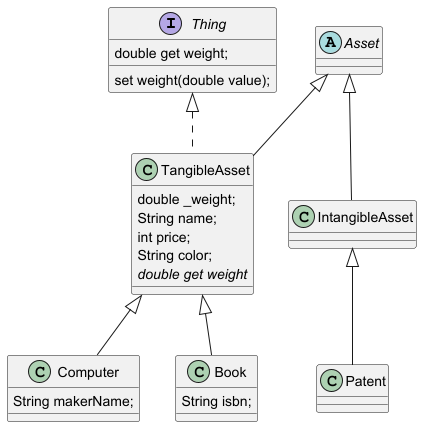 I Thing
double get weight;
set weight(double value);
A Asset
C TangibleAsset
double _weight;
String name;
int price;
String color;
double get weight
C IntangibleAsset
C Computer
String makerName;
C Book
String isbn;
C Patent